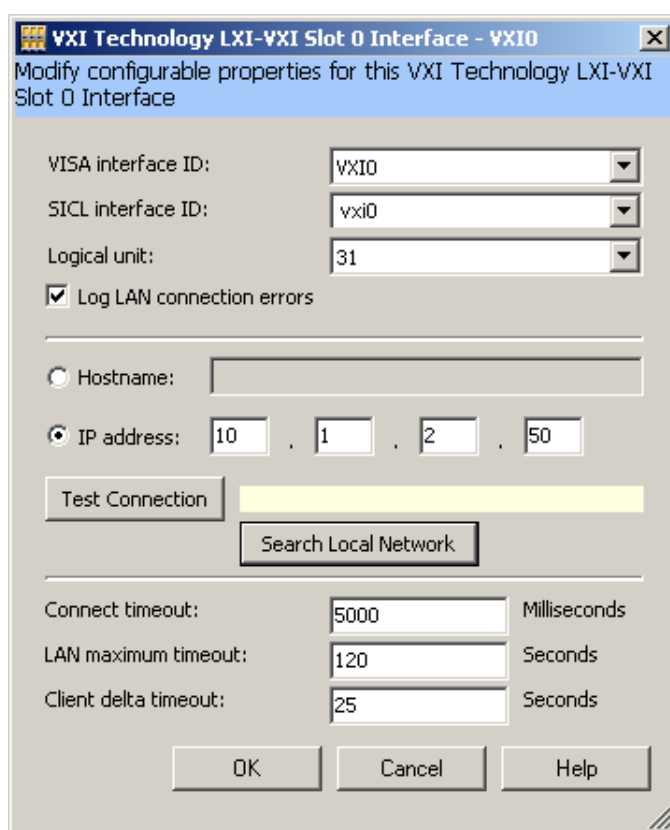 VXI Technology LXI-VXI Slot 0 Interface - VXI0
Modify configurable properties for this VXI Technology LXI-VXI
Slot 0 Interface
VISA interface ID: VXI0
SICL interface ID: vxi0
Logical unit: 31
Log LAN connection errors
Hostname:
IP address: 10 . 1 . 2 . 50
Test Connection
Search Local Network
Connect timeout: 5000 Milliseconds
LAN maximum timeout: 120 Seconds
Client delta timeout: 25 Seconds
OK Cancel Help